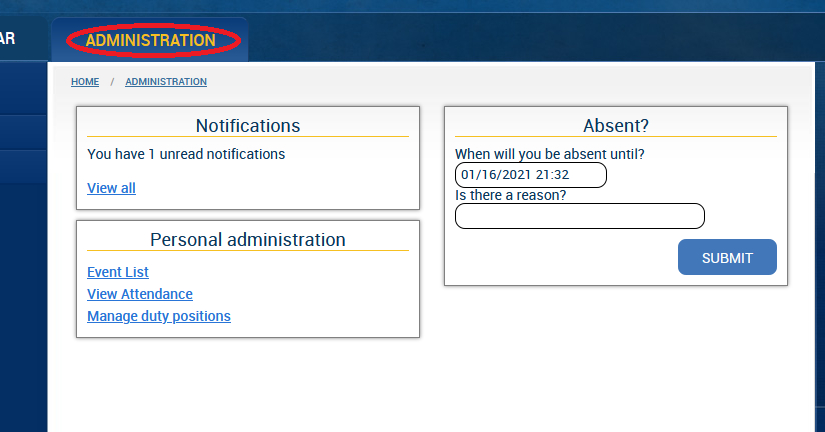 AR
ADMINISTRATION
HOME / ADMINISTRATION
Notifications
You have 1 unread notifications
View all
Personal administration
Event List
View Attendance
Manage duty positions
Absent?
When will you be absent until?
01/16/2021 21:32
Is there a reason?
SUBMIT